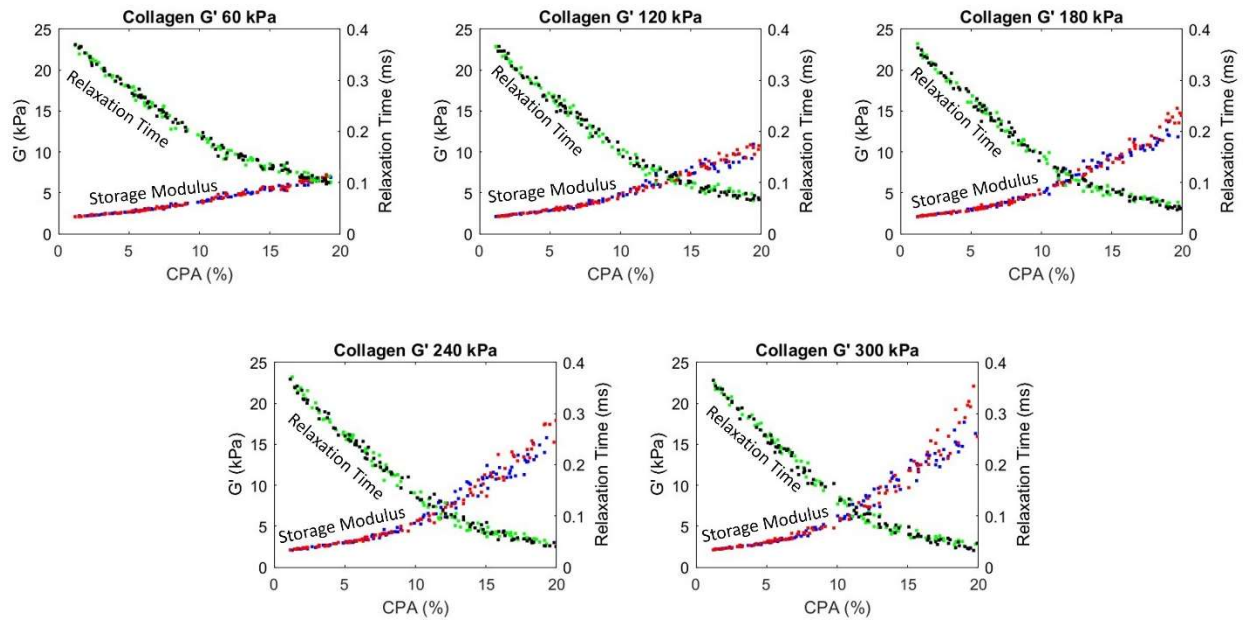 Collagen G' 60 kPa
25
20
15
10
5
0
G' (kPa)
0.4
0.3
0.2
0.1
0
Relaxation Time (ms)
Relaxation Time
Storage Modulus
0 5 10 15 20
CPA (%)
Collagen G' 120 kPa
25
20
15
10
5
0
G' (kPa)
0.4
0.3
0.2
0.1
0
Relaxation Time (ms)
Relaxation Time
Storage Modulus
0 5 10 15 20
CPA (%)
Collagen G' 180 kPa
25
20
15
10
5
0
G' (kPa)
0.4
0.3
0.2
0.1
0
Relaxation Time (ms)
Relaxation Time
Storage Modulus
0 5 10 15 20
CPA (%)
Collagen G' 240 kPa
25
20
15
10
5
0
G' (kPa)
0.4
0.3
0.2
0.1
0
Relaxation Time (ms)
Relaxation Time
Storage Modulus
0 5 10 15 20
CPA (%)
Collagen G' 300 kPa
25
20
15
10
5
0
G' (kPa)
0.4
0.3
0.2
0.1
0
Relaxation Time (ms)
Relaxation Time
Storage Modulus
0 5 10 15 20
CPA (%)